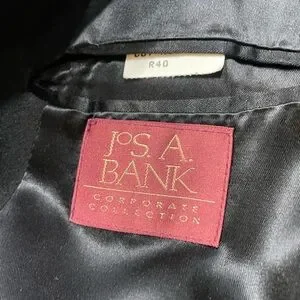 R40
JOS. A.
BANK
CORPORATE
COLLECTION